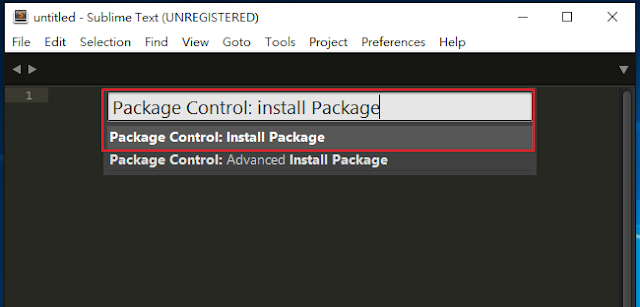 untitled - Sublime Text (UNREGISTERED)
File Edit Selection Find View Goto Tools Project Preferences Help
1
Package Control: install Package
Package Control: Install Package
Package Control: Advanced Install Package